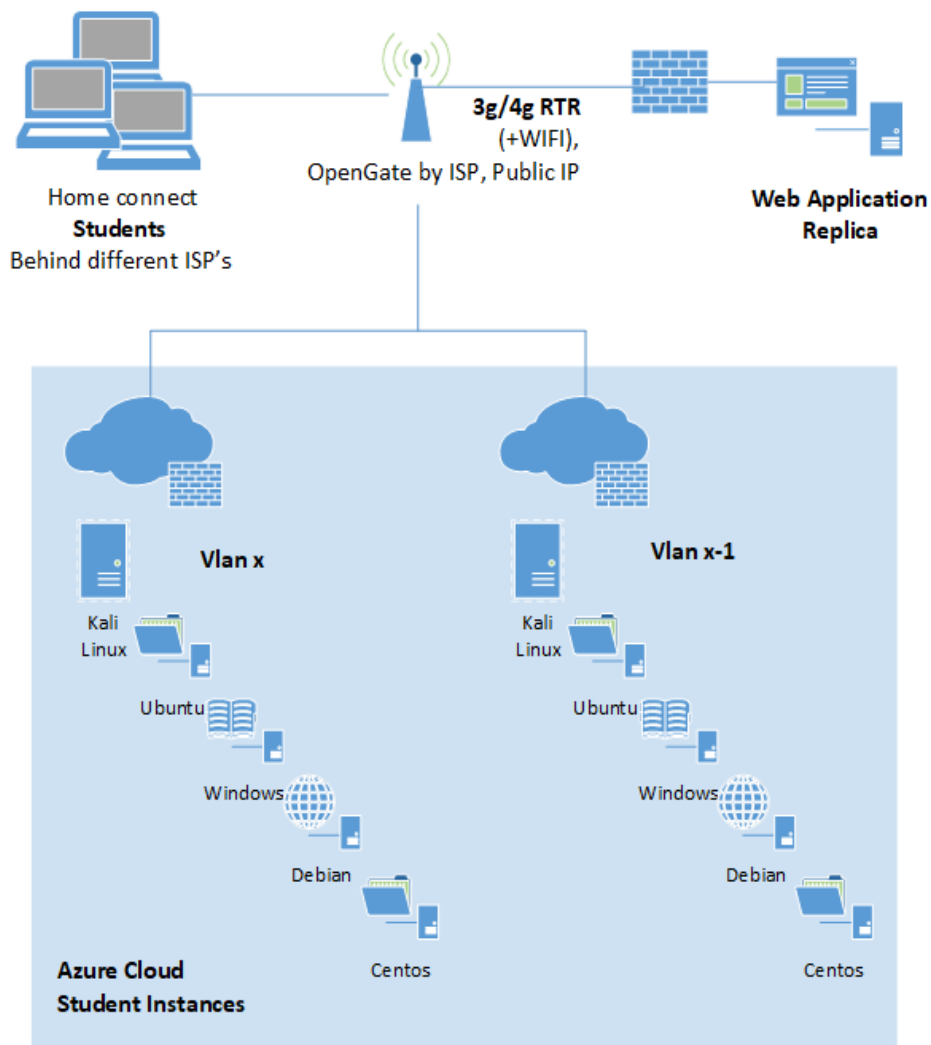 Home connect
Students
Behind different ISP's
3g/4g RTR
(+WIFI),
OpenGate by ISP, Public IP
Web Application
Replica
Vlan x
Kali
Linux
Ubuntu
Windows
Debian
Centos
Vlan x-1
Kali
Linux
Ubuntu
Windows
Debian
Centos
Azure Cloud
Student Instances